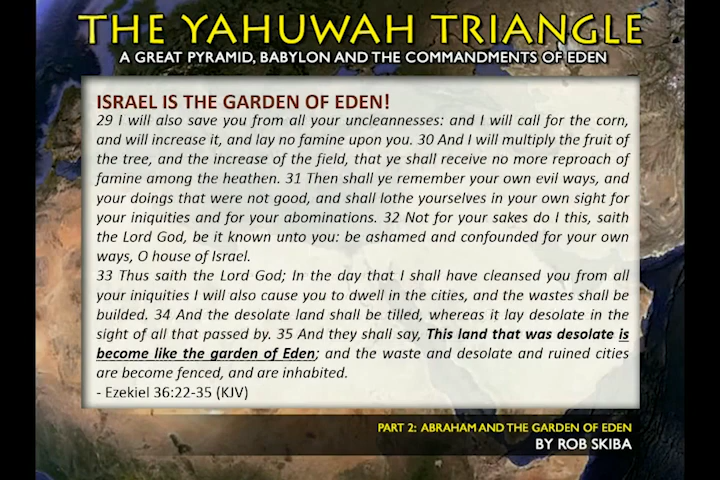 THE YAHUWAH TRIANGLE
A GREAT PYRAMID, BABYLON AND THE COMMANDMENTS OF EDEN
ISRAEL IS THE GARDEN OF EDEN!
29 I will also save you from all your uncleannesses: and I will call for the corn,
and will increase it, and lay no famine upon you. 30 And I will multiply the fruit of
the tree, and the increase of the field, that ye shall receive no more reproach of
famine among the heathen. 31 Then shall ye remember your own evil ways, and
your doings that were not good, and shall lothe yourselves in your own sight for
your iniquities and for your abominations. 32 Not for your sakes do I this, saith
the Lord God, be it known unto you: be ashamed and confounded for your own
ways, O house of Israel.
33 Thus saith the Lord God; In the day that I shall have cleansed you from all
your iniquities I will also cause you to dwell in the cities, and the wastes shall be
builded. 34 And the desolate land shall be tilled, whereas it lay desolate in the
sight of all that passed by. 35 And they shall say, This land that was desolate is
become like the garden of Eden; and the waste and desolate and ruined cities
are become fenced, and are inhabited.
- Ezekiel 36:22-35 (KJV)
PART 2: ABRAHAM AND THE GARDEN OF EDEN
BY ROB SKIBA